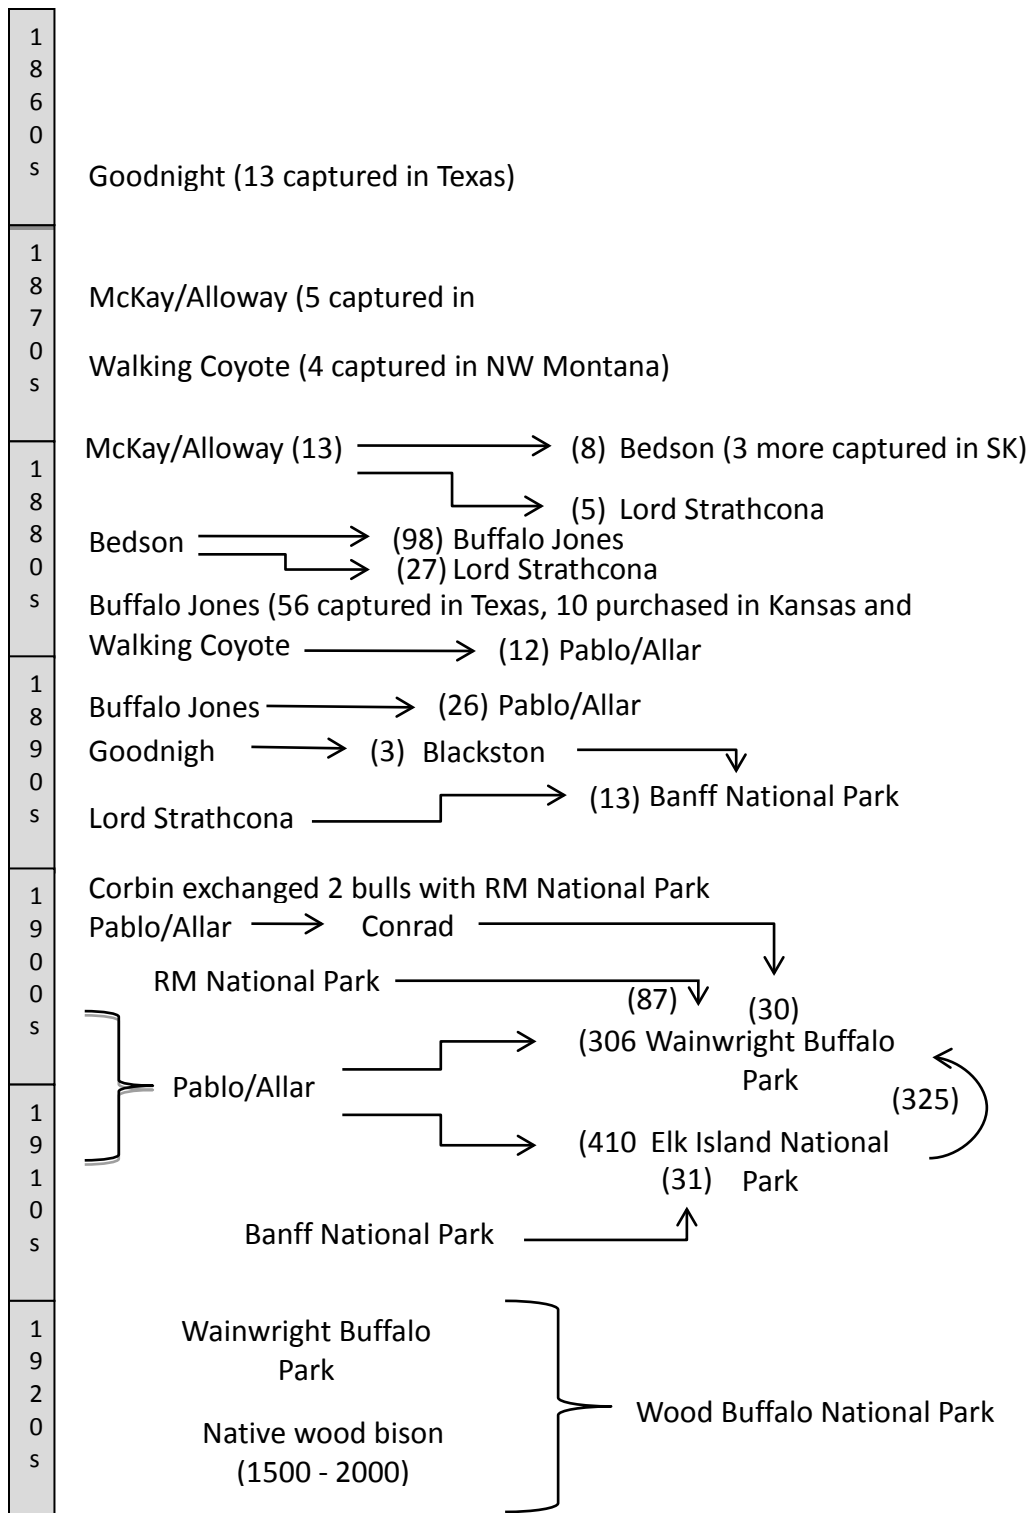 1860s
Goodnight (13 captured in Texas)
1870s
McKay/Alloway (5 captured in
Walking Coyote (4 captured in NW Montana)
1880s
McKay/Alloway (13) (8) Bedson (3 more captured in SK)
(5) Lord Strathcona
Bedson (98) Buffalo Jones
(27) Lord Strathcona
Buffalo Jones (56 captured in Texas, 10 purchased in Kansas and
Walking Coyote (12) Pablo/Allar
1890s
Buffalo Jones (26) Pablo/Allar
Goodnigh (3) Blackston
(13) Banff National Park
Lord Strathcona
1900s
Corbin exchanged 2 bulls with RM National Park
Pablo/Allar Conrad
RM National Park
(87) (30)
(306 Wainwright Buffalo
Park
Pablo/Allar
(325)
1910s
(410 Elk Island National
(31) Park
Banff National Park
1920s
Wainwright Buffalo
Park
Wood Buffalo National Park
Native wood bison
(1500 - 2000)